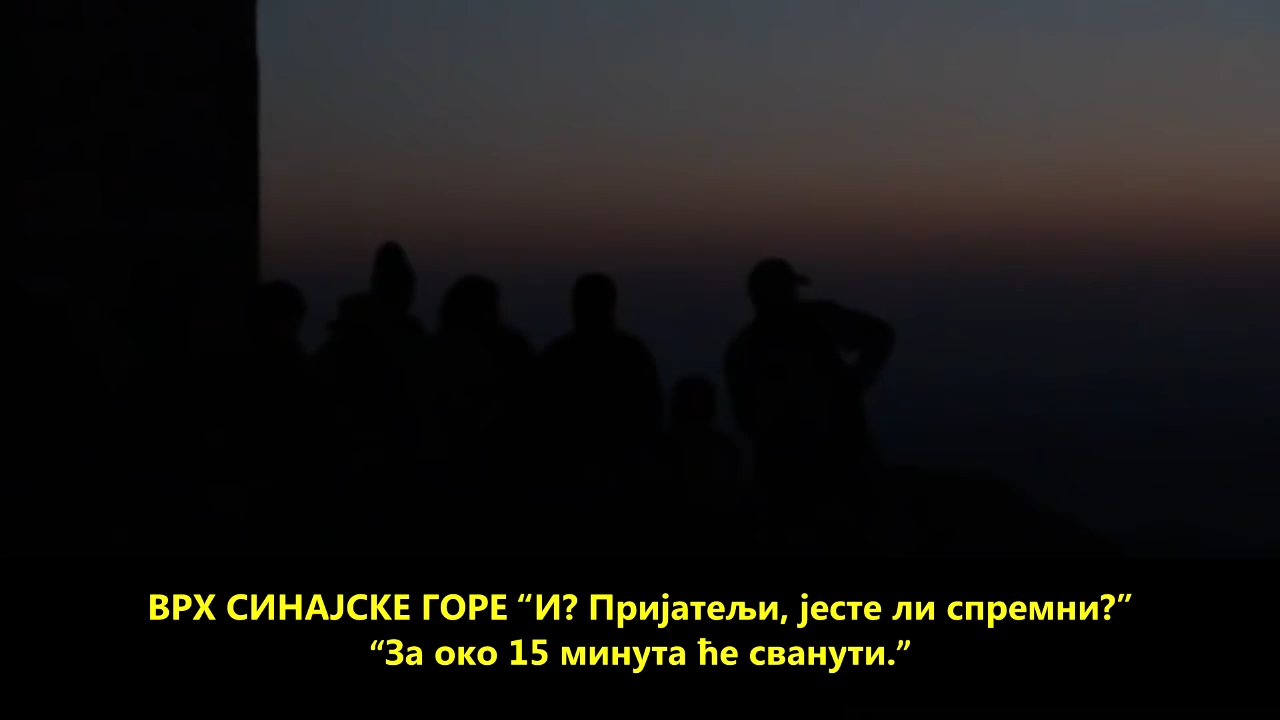 ВРХ СИНАЈСКЕ ГОРЕ “И? Пријатељи, јесте ли спремни?”
“За око 15 минута ће сванути.”